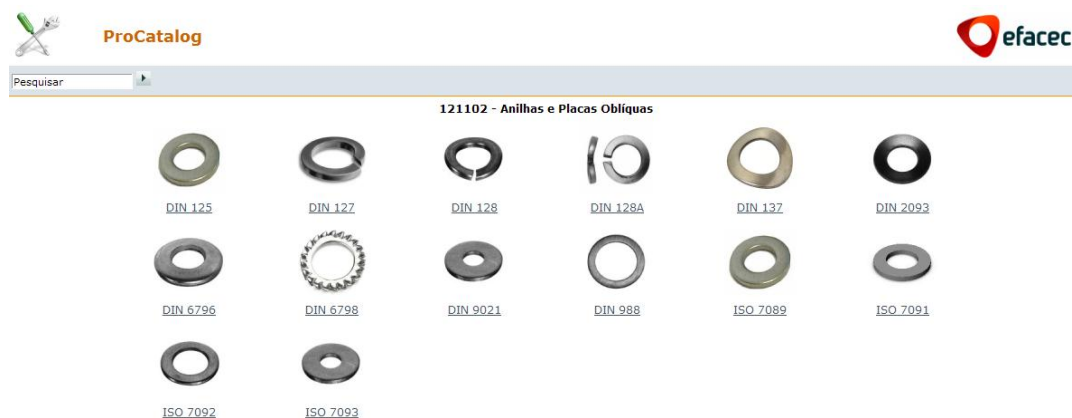 ProCatalog
efacec
Pesquisar
121102 - Anilhas e Placas Oblíquas
DIN 125 DIN 127 DIN 128 DIN 128A DIN 137 DIN 2093
DIN 6796 DIN 6798 DIN 9021 DIN 988 ISO 7089 ISO 7091
ISO 7092 ISO 7093